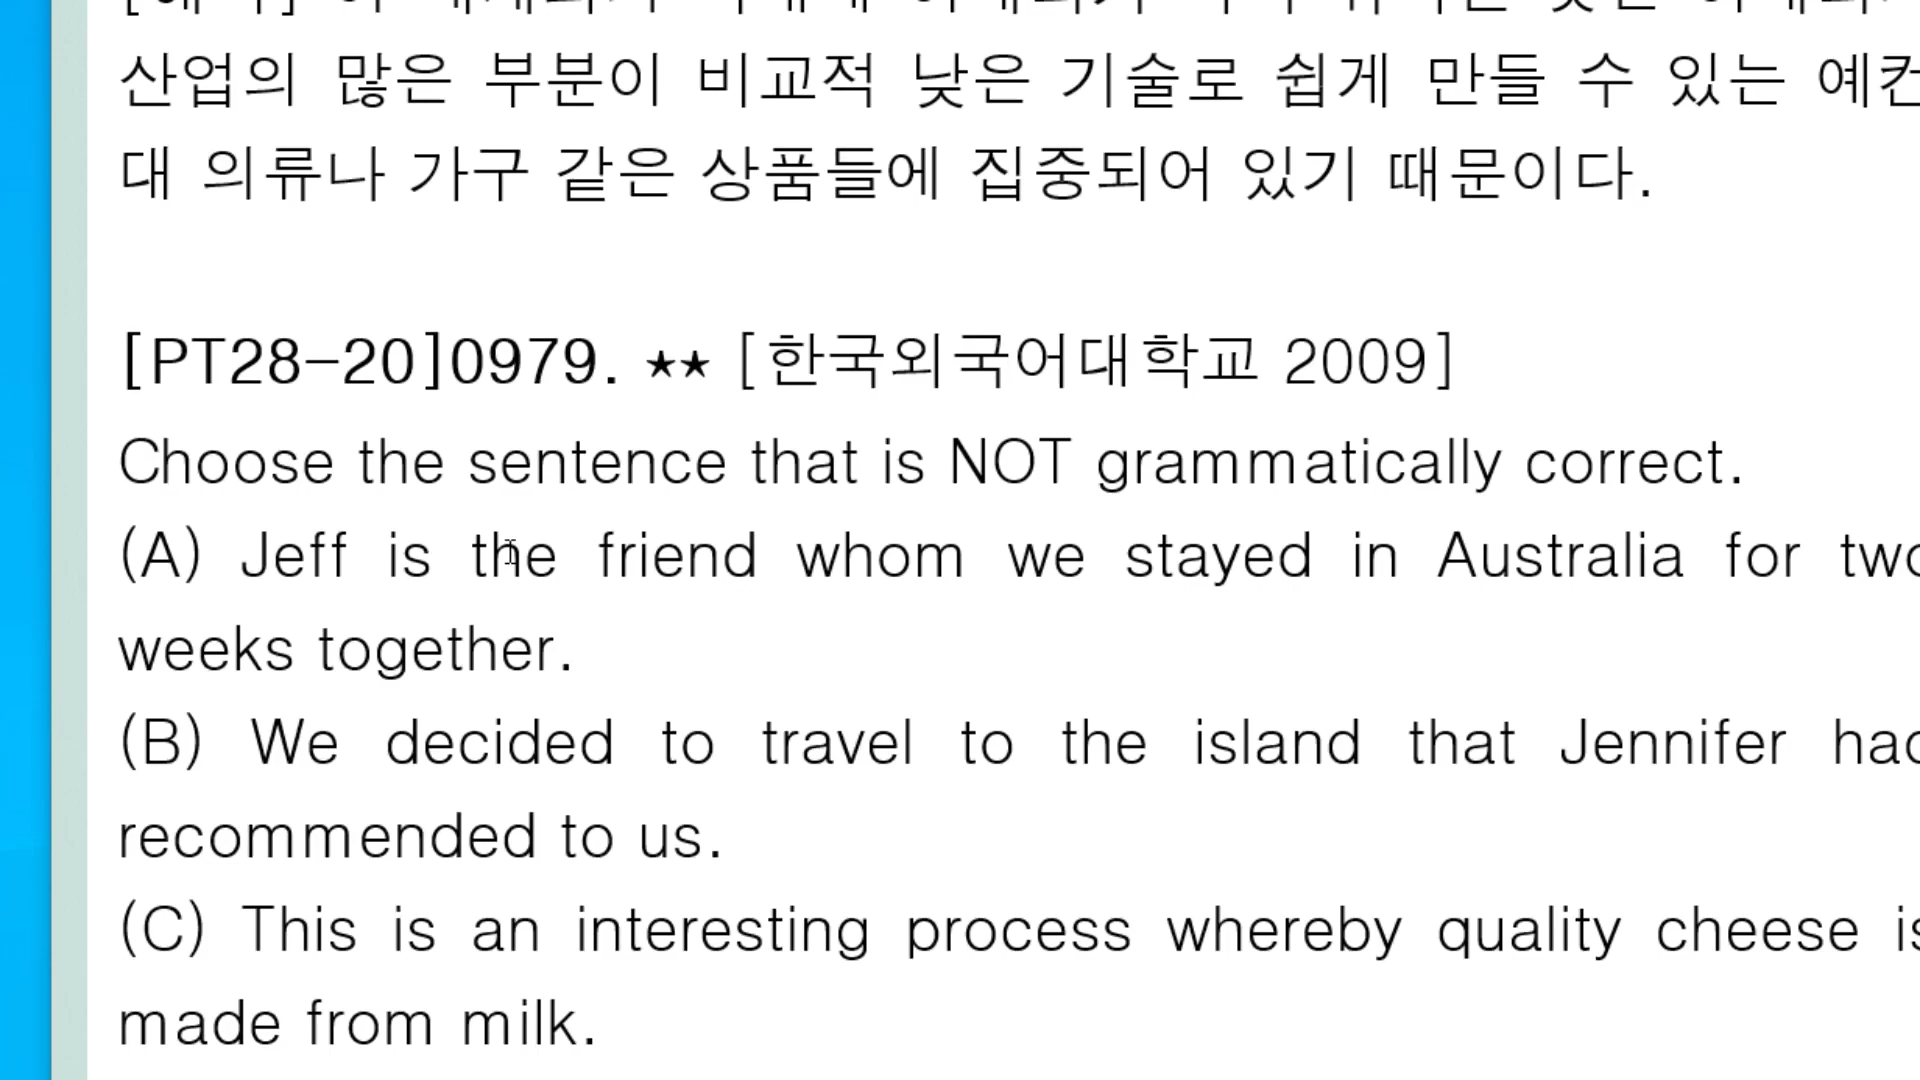 산업의 많은 부분이 비교적 낮은 기술로 쉽게 만들 수 있는 예컨
대 의류나 가구 같은 상품들에 집중되어 있기 때문이다.
[PT28-20]0979. ★★ [한국외국어대학교 2009]
Choose the sentence that is NOT grammatically correct.
(A) Jeff is the friend whom we stayed in Australia for two
weeks together.
(B) We decided to travel to the island that Jennifer had
recommended to us.
(C) This is an interesting process whereby quality cheese is
made from milk.